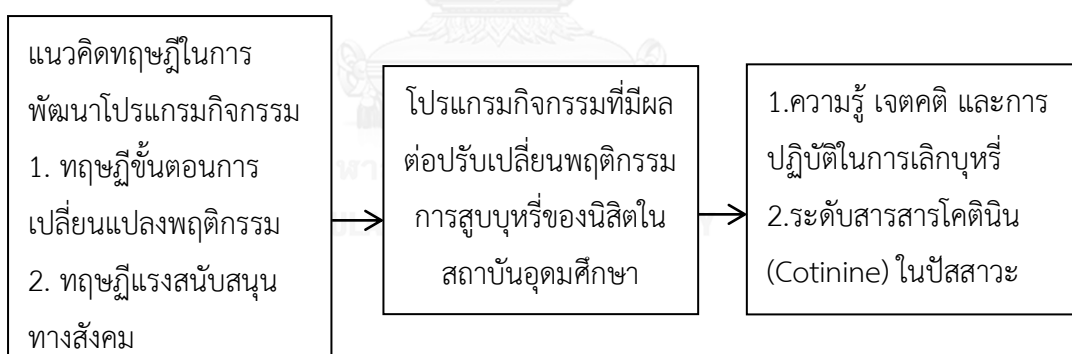 แนวคิดทฤษฎีในการ
พัฒนาโปรแกรมกิจกรรม
1. ทฤษฏีขั้นตอนการ
เปลี่ยนแปลงพฤติกรรม
2. ทฤษฏีแรงสนับสนุน
ทางสังคม
โปรแกรมกิจกรรมที่มีผล
ต่อปรับเปลี่ยนพฤติกรรม
การสูบบุหรี่ของนิสิตใน
สถาบันอุดมศึกษา
1.ความรู้ เจตคติ และการ
ปฏิบัติในการเลิกบุหรี่
2.ระดับสารสารโคตินิน
(Cotinine) ในปัสสาวะ